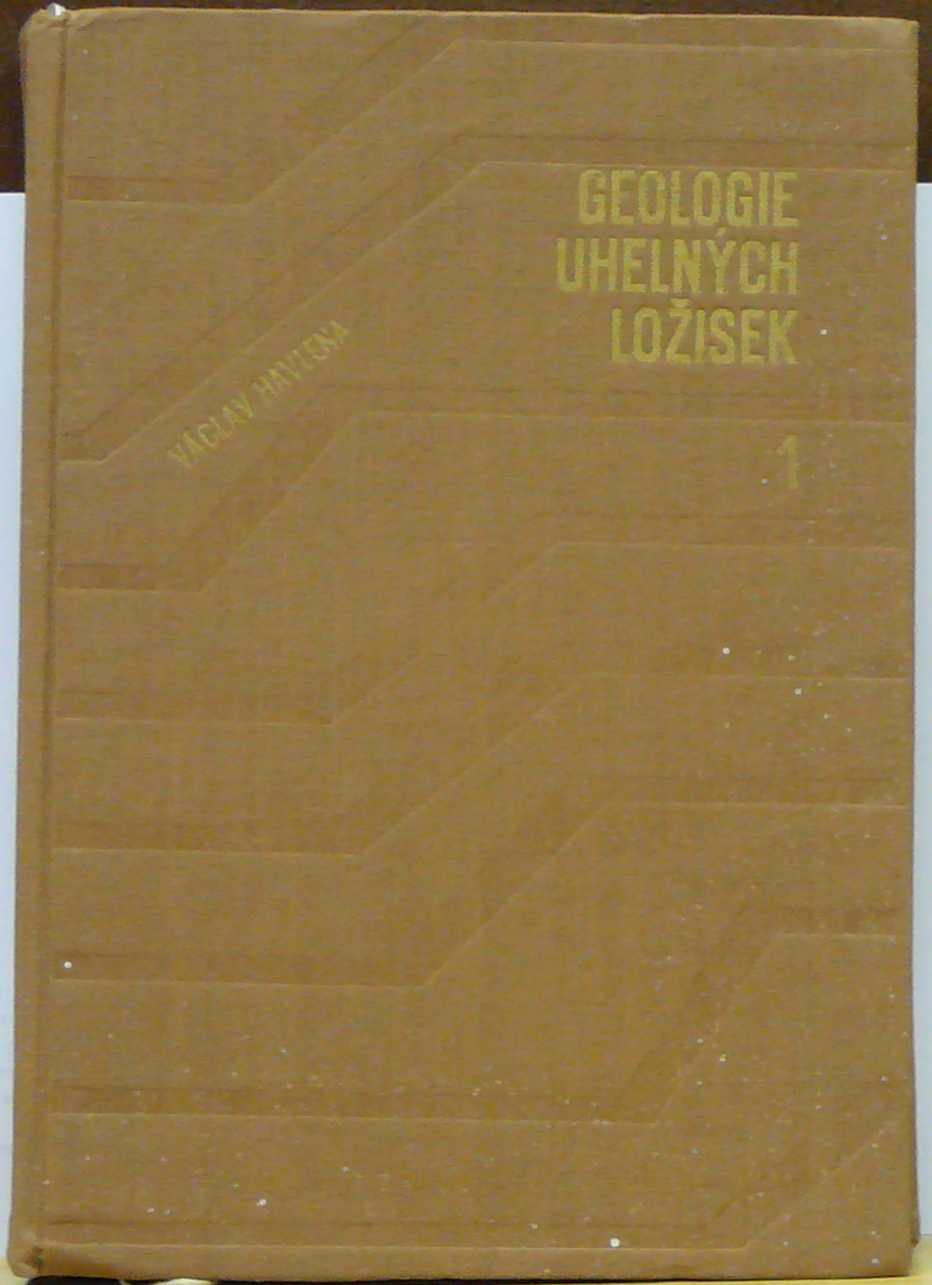 GEOLOGIE
UHELNÝCH
LOŽISEK
1
VÁCLAV HAVLENA